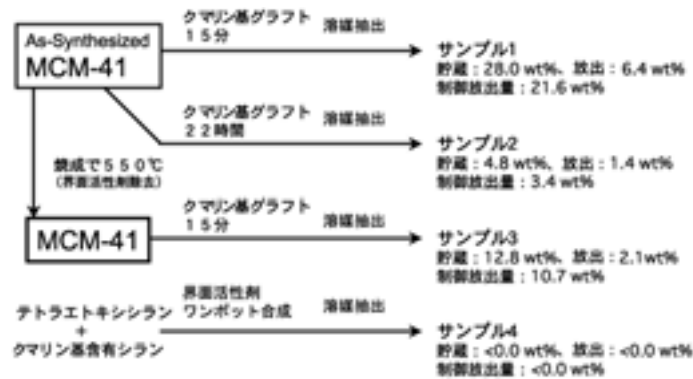 As-Synthesized
MCM-41
クマリン基グラフト
15分
溶媒抽出
サンプル1
貯蔵:28.0 wt%、放出:6.4 wt%
制御放出量:21.6 wt%
クマリン基グラフト
22時間
溶媒抽出
サンプル2
貯蔵:4.8 wt%、放出:1.4 wt%
制御放出量:3.4 wt%
焼成で550℃
(界面活性剤除去)
MCM-41
クマリン基グラフト
15分
溶媒抽出
サンプル3
貯蔵:12.8 wt%、放出:2.1wt%
制御放出量:10.7 wt%
テトラエトキシシラン
+
クマリン基含有シラン
界面活性剤
ワンポット合成
溶媒抽出
サンプル4
貯蔵:<0.0 wt%、放出:<0.0 wt%
制御放出量:<0.0 wt%